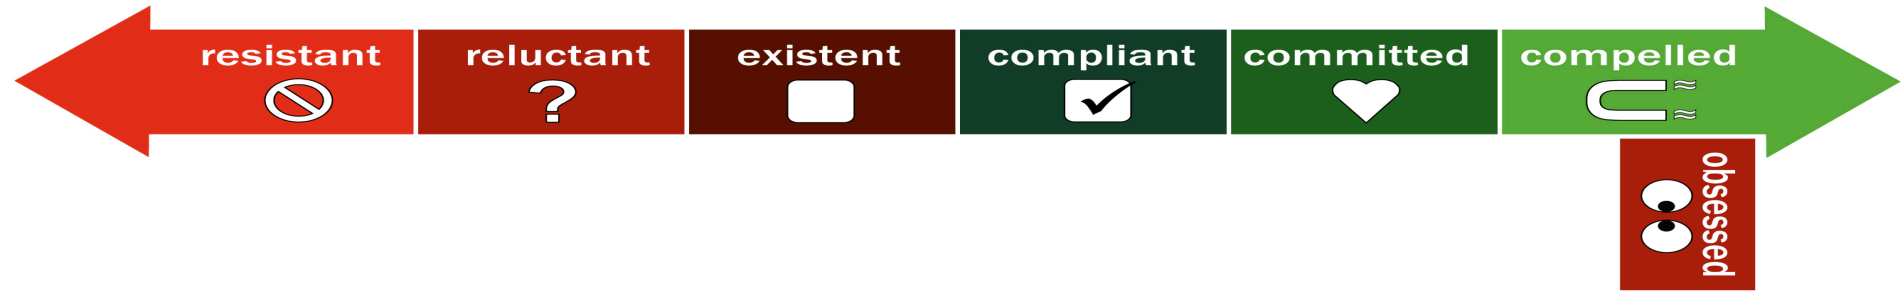 resistant
reluctant
?
existent
compliant
committed
compelled
obsessed